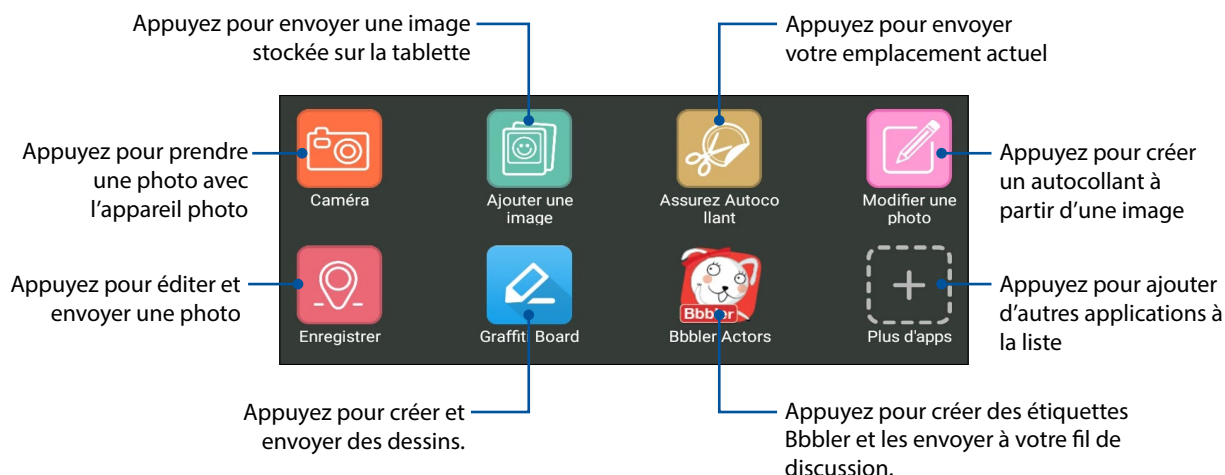 Appuyez pour envoyer une image
stockée sur la tablette
Appuyez pour envoyer
votre emplacement actuel
Appuyez pour prendre
une photo avec
l'appareil photo
Caméra
Ajouter une
image
Assurez Autoco
llant
Modifier une
photo
Appuyez pour créer
un autocollant à
partir d'une image
Appuyez pour éditer et
envoyer une photo
Enregistrer
Graffiti Board
Bbbler
Bbbler Actors
Plus d'apps
Appuyez pour ajouter
d'autres applications à
la liste
Appuyez pour créer et
envoyer des dessins.
Appuyez pour créer des étiquettes
Bbbler et les envoyer à votre fil de
discussion.